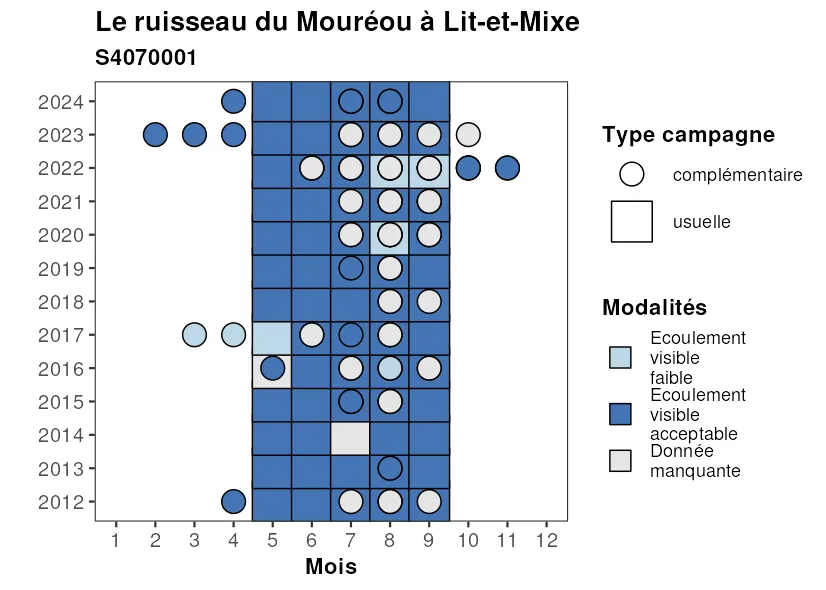 Le ruisseau du Mouréou à Lit-et-Mixe
S4070001
2024
2023
2022
2021
2020
2019
2018
2017
2016
2015
2014
2013
2012
1 2 3 4 5 6 7 8 9 10 11 12
Mois
Type campagne
complémentaire
usuelle
Modalités
Ecoulement
visible
faible
Ecoulement
visible
acceptable
Donnée
manquante